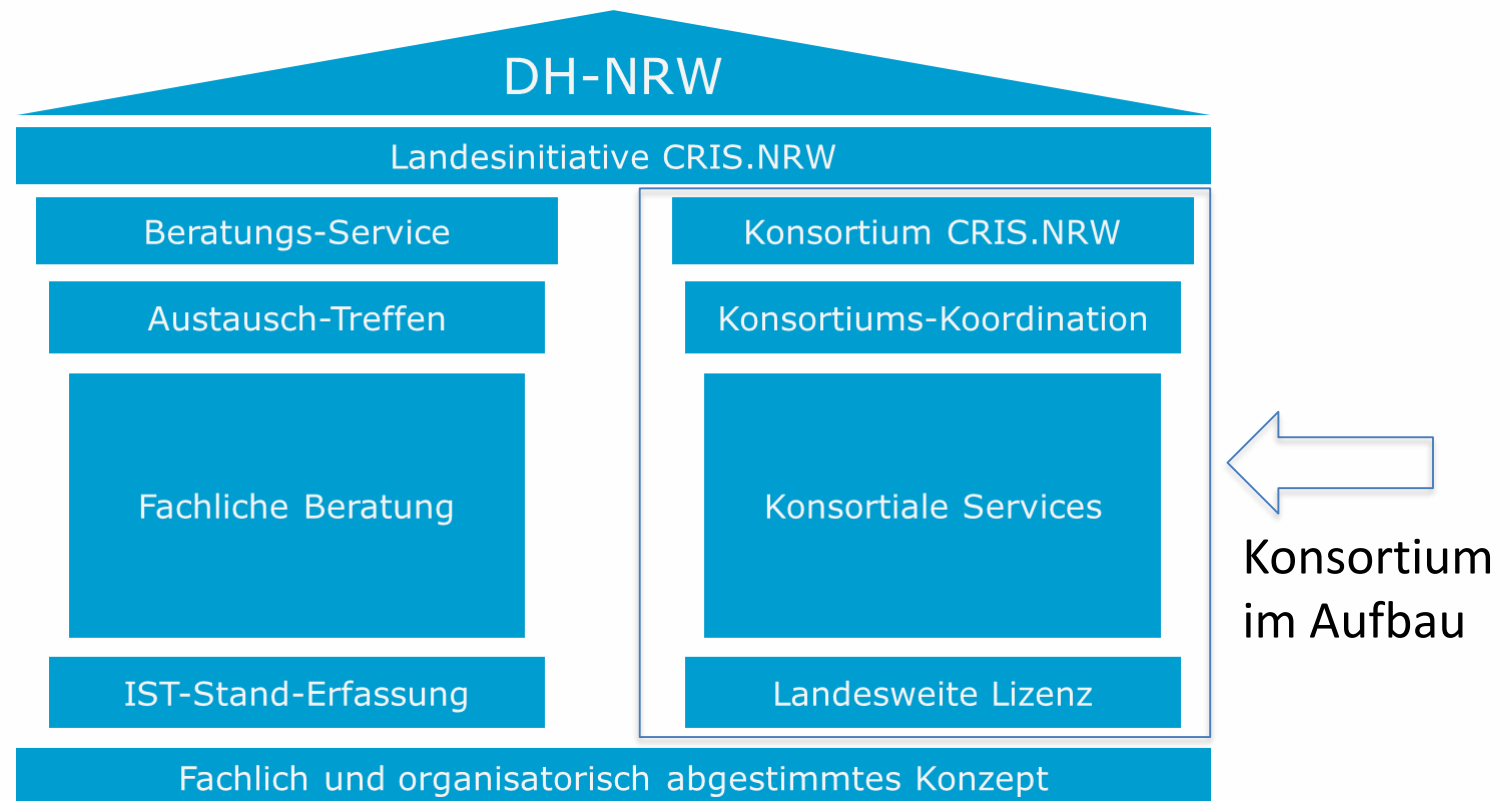 DH-NRW
Landesinitiative CRIS.NRW
Beratungs-Service
Austausch-Treffen
Fachliche Beratung
IST-Stand-Erfassung
Konsortium CRIS.NRW
Konsortiums-Koordination
Konsortiale Services
Landesweite Lizenz
Konsortium
im Aufbau
Fachlich und organisatorisch abgestimmtes Konzept